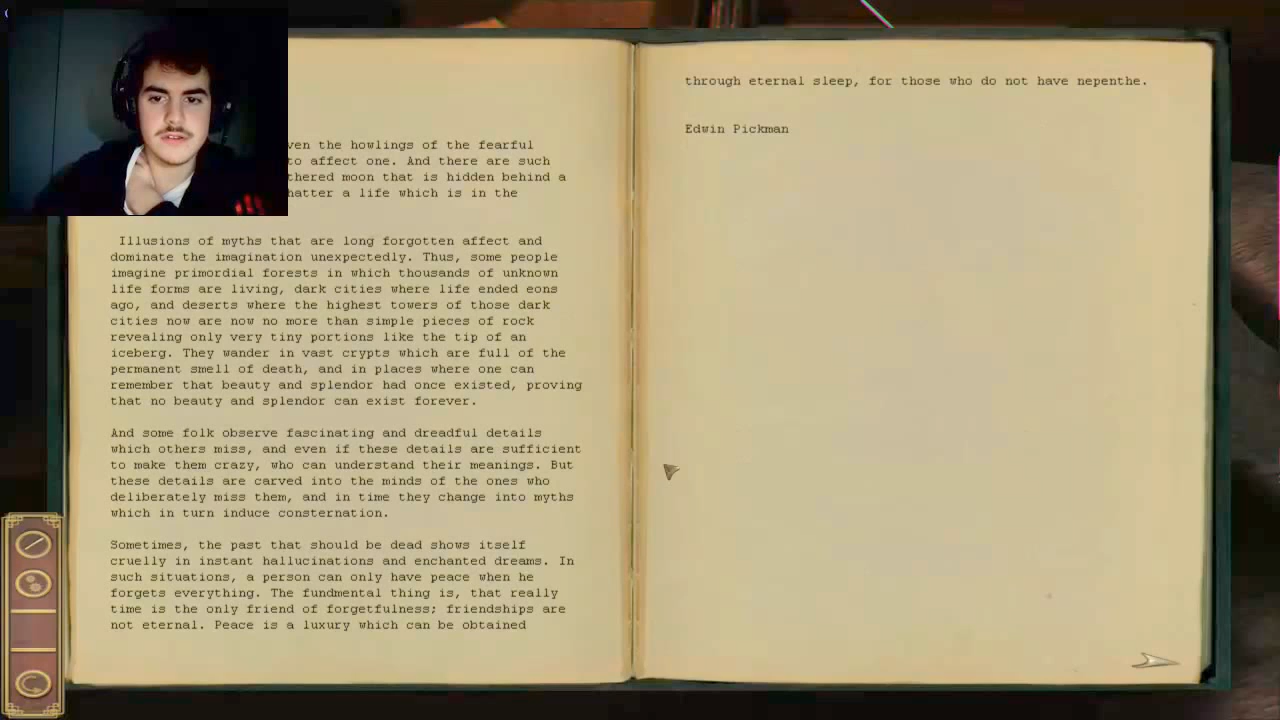 ven the howlings of the fearful
to affect one. And there are such
thered moon that is hidden behind a
hatter a life which is in the
Illusions of myths that are long forgotten affect and
dominate the imagination unexpectedly. Thus, some people
imagine primordial forests in which thousands of unknown
life forms are living, dark cities where life ended eons
ago, and deserts where the highest towers of those dark
cities now are now no more than simple pieces of rock
revealing only very tiny portions like the tip of an
iceberg. They wander in vast crypts which are full of the
permanent smell of death, and in places where one can
remember that beauty and splendor had once existed, proving
that no beauty and splendor can exist forever.
And some folk observe fascinating and dreadful details
which others miss, and even if these details are sufficient
to make them crazy, who can understand their meanings. But
these details are carved into the minds of the ones who
deliberately miss them, and in time they change into myths
which in turn induce consternation.
Sometimes, the past that should be dead shows itself
cruelly in instant hallucinations and enchanted dreams. In
such situations, a person can only have peace when he
forgets everything. The fundmental thing is, that really
time is the only friend of forgetfulness; friendships are
not eternal. Peace is a luxury which can be obtained
through eternal sleep, for those who do not have nepenthe.
Edwin Pickman